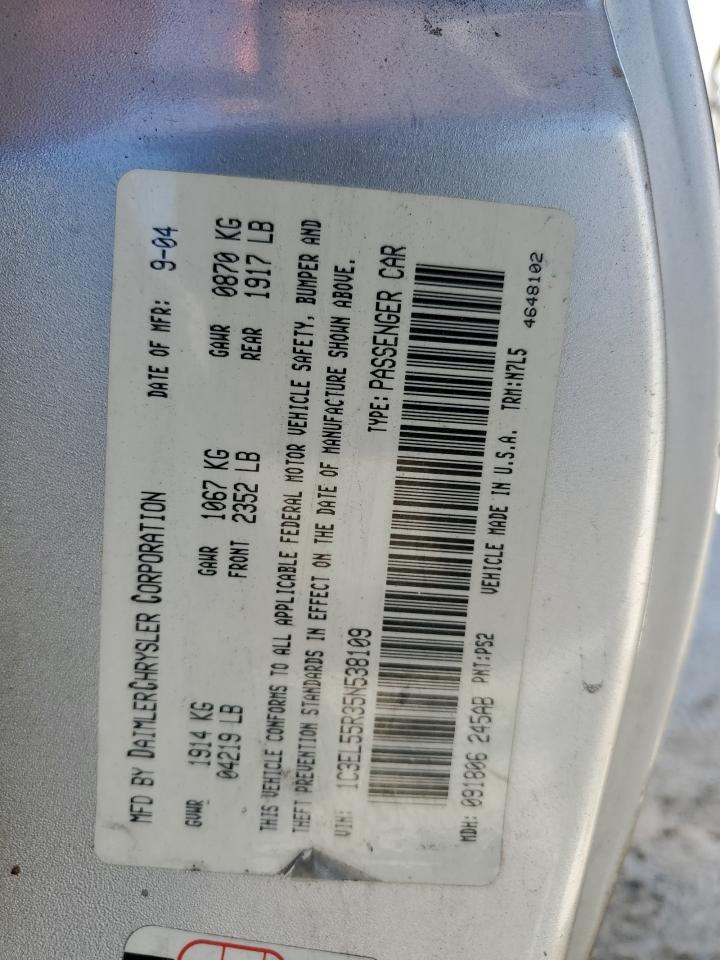 MFD BY DAIMLERCHRYSLER CORPORATION DATE OF MFR: 9-04
GVWR 1914 KG GAWR 1067 KG GAWR 0870 KG
04219 LB FRONT 2352 LB REAR 1917 LB
THIS VEHICLE CONFORMS TO ALL APPLICABLE FEDERAL MOTOR VEHICLE SAFETY, BUMPER AND
THEFT PREVENTION STANDARDS IN EFFECT ON THE DATE OF MANUFACTURE SHOWN ABOVE.
VIN: 1C3EL55R35N538109 TYPE: PASSENGER CAR
MDH: 091806 245AB PNT:PS2 VEHICLE MADE IN U.S.A. TRM:N7L5
4648102